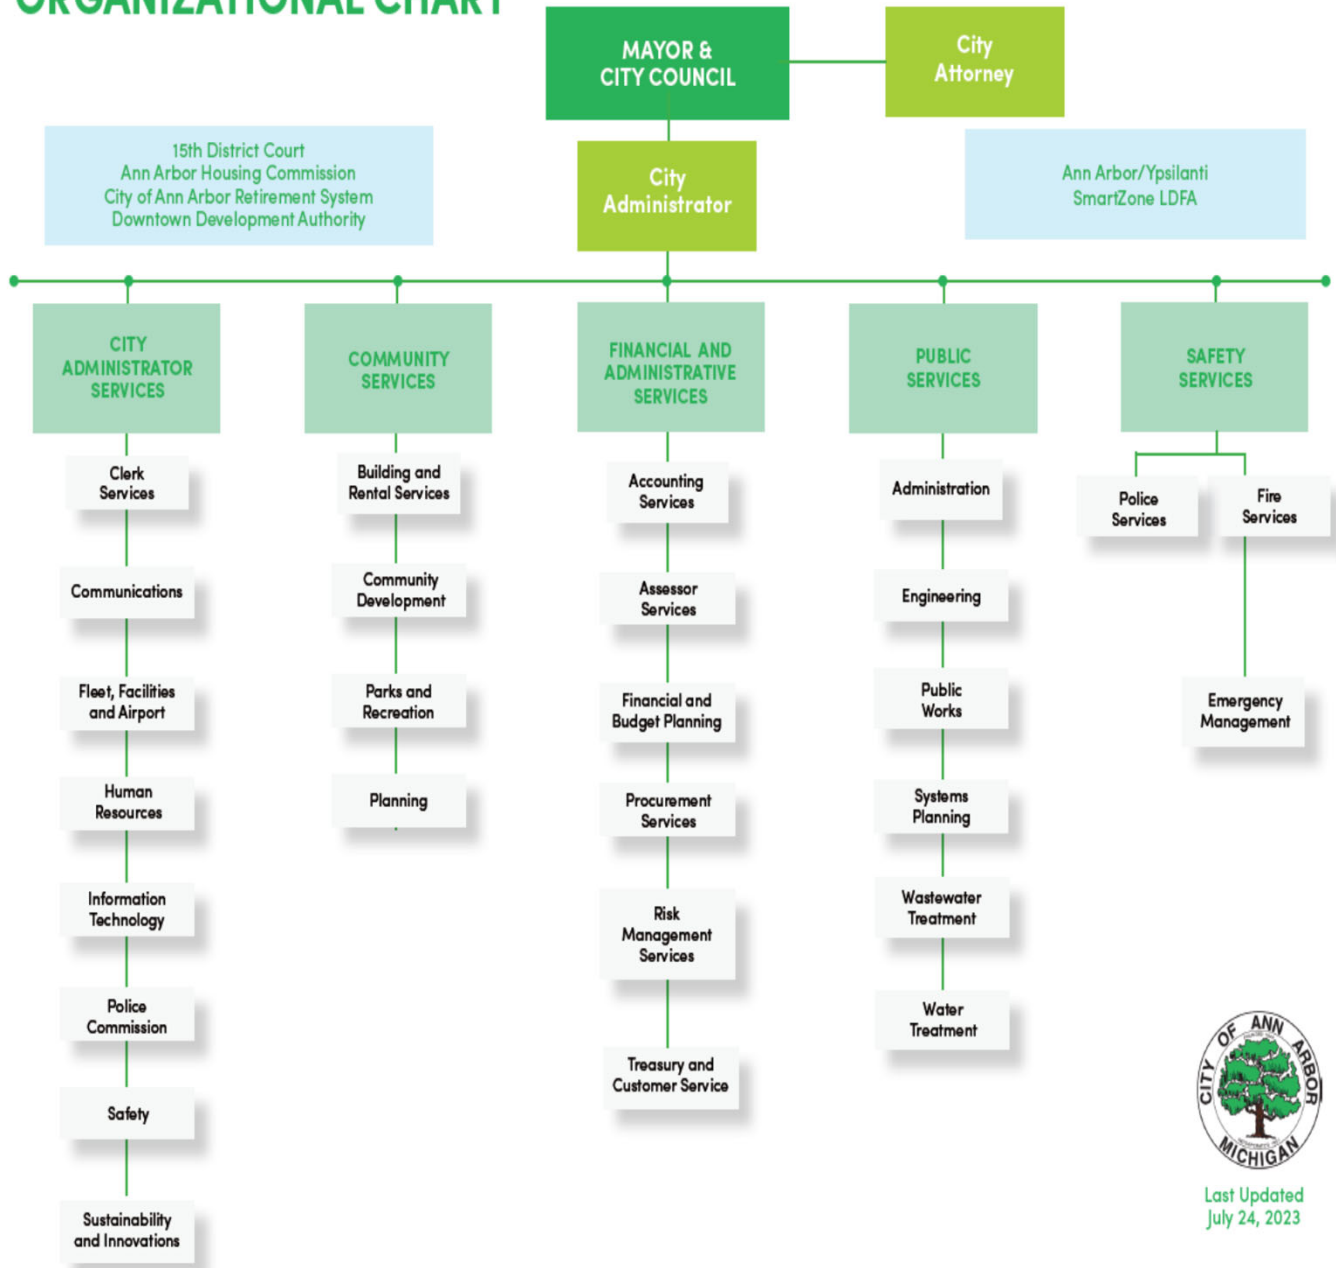 ORGANIZATIONAL CHART
MAYOR &
CITY COUNCIL
City
Attorney
15th District Court
Ann Arbor Housing Commission
City of Ann Arbor Retirement System
Downtown Development Authority
City
Administrator
Ann Arbor/Ypsilanti
SmartZone LDFA
CITY
ADMINISTRATOR
SERVICES
Clerk
Services
Communications
Fleet, Facilities
and Airport
Human
Resources
Information
Technology
Police
Commission
Safety
Sustainability
and Innovations
COMMUNITY
SERVICES
Building and
Rental Services
Community
Development
Parks and
Recreation
Planning
FINANCIAL AND
ADMINISTRATIVE
SERVICES
Accounting
Services
Assessor
Services
Financial and
Budget Planning
Procurement
Services
Risk
Management
Services
Treasury and
Customer Service
PUBLIC
SERVICES
Administration
Engineering
Public
Works
Systems
Planning
Wastewater
Treatment
Water
Treatment
SAFETY
SERVICES
Police
Services
Fire
Services
Emergency
Management
CITY OF ANN ARBOR
MICHIGAN
Last Updated
July 24, 2023